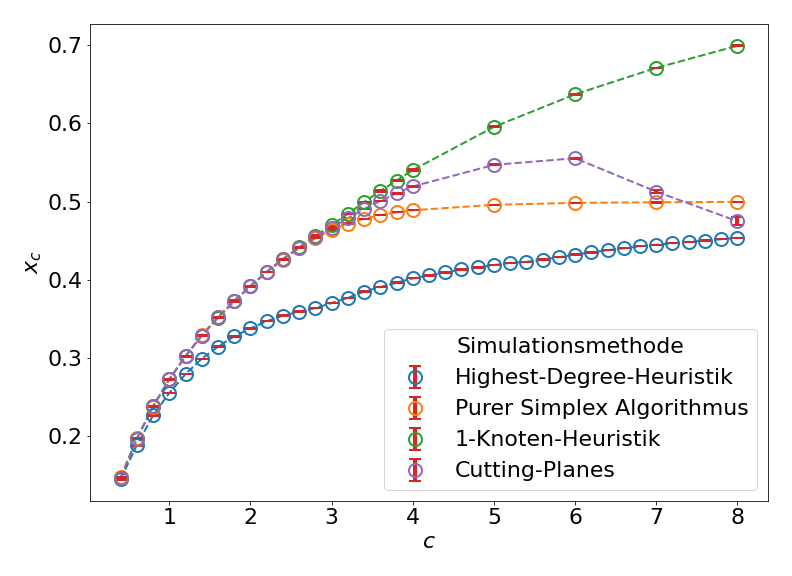 0.7
0.6
0.5
0.4
0.3
0.2
x_c
1 2 3 4 5 6 7 8
c
Simulationsmethode
Highest-Degree-Heuristik
Purer Simplex Algorithmus
1-Knoten-Heuristik
Cutting-Planes